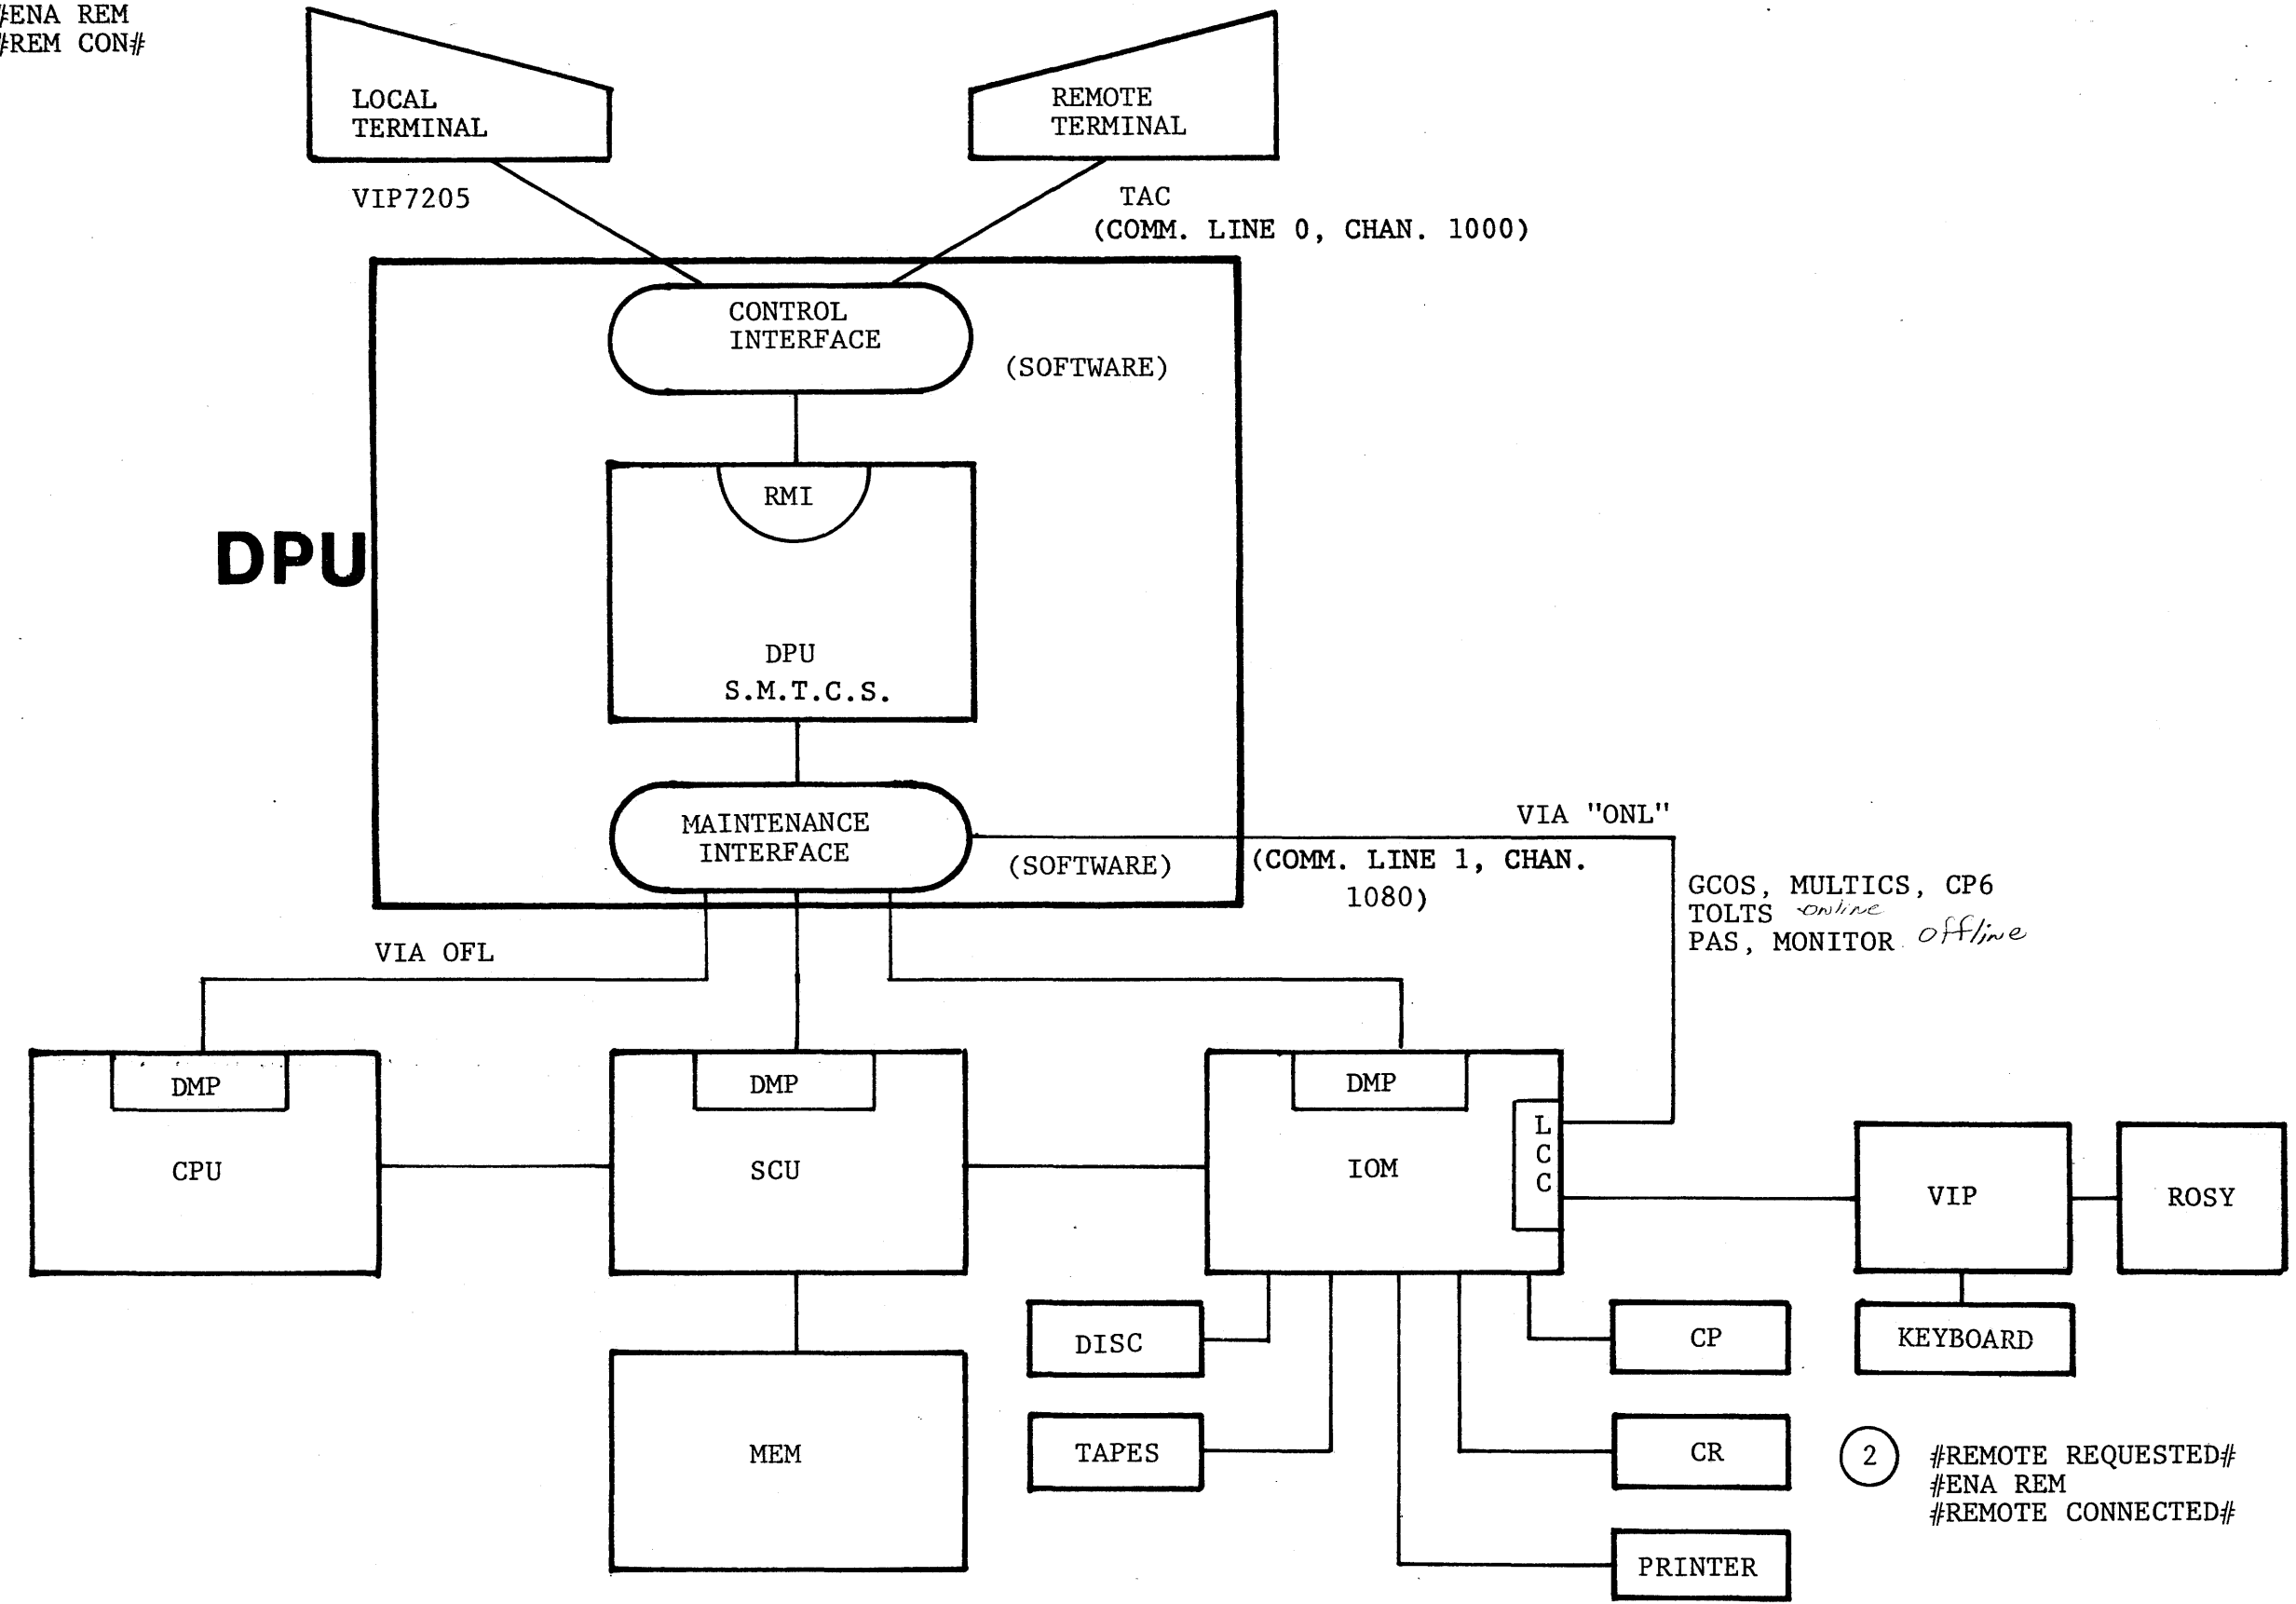 #ENA REM
#REM CON#
LOCAL
TERMINAL
REMOTE
TERMINAL
VIP7205
TAC
(COMM. LINE 0, CHAN. 1000)
CONTROL
INTERFACE
(SOFTWARE)
RMI
DPU
DPU
S.M.T.C.S.
MAINTENANCE
INTERFACE
(SOFTWARE)
VIA "ONL"
(COMM. LINE 1, CHAN.
1080)
GCOS, MULTICS, CP6
TOLTS online
PAS, MONITOR offline
VIA OFL
DMP
CPU
DMP
SCU
DMP
IOM
L
C
C
VIP
ROSY
KEYBOARD
DISC
TAPES
CP
CR
PRINTER
MEM
2 #REMOTE REQUESTED#
#ENA REM
#REMOTE CONNECTED#